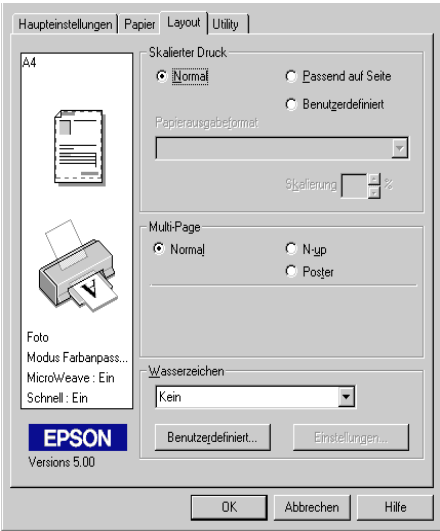 Haupteinstellungen Papier Layout Utility
A4
Skalierter Druck
Normal
Passend auf Seite
Benutzerdefiniert
Papierausgabeformat
Skalierung %
Multi-Page
Normal
N-up
Poster
A
Foto
Modus Farbanpass...
MicroWeave : Ein
Schnell : Ein
Wasserzeichen
Kein
Benutzerdefiniert... Einstellungen...
EPSON
Versions 5.00
OK Abbrechen Hilfe